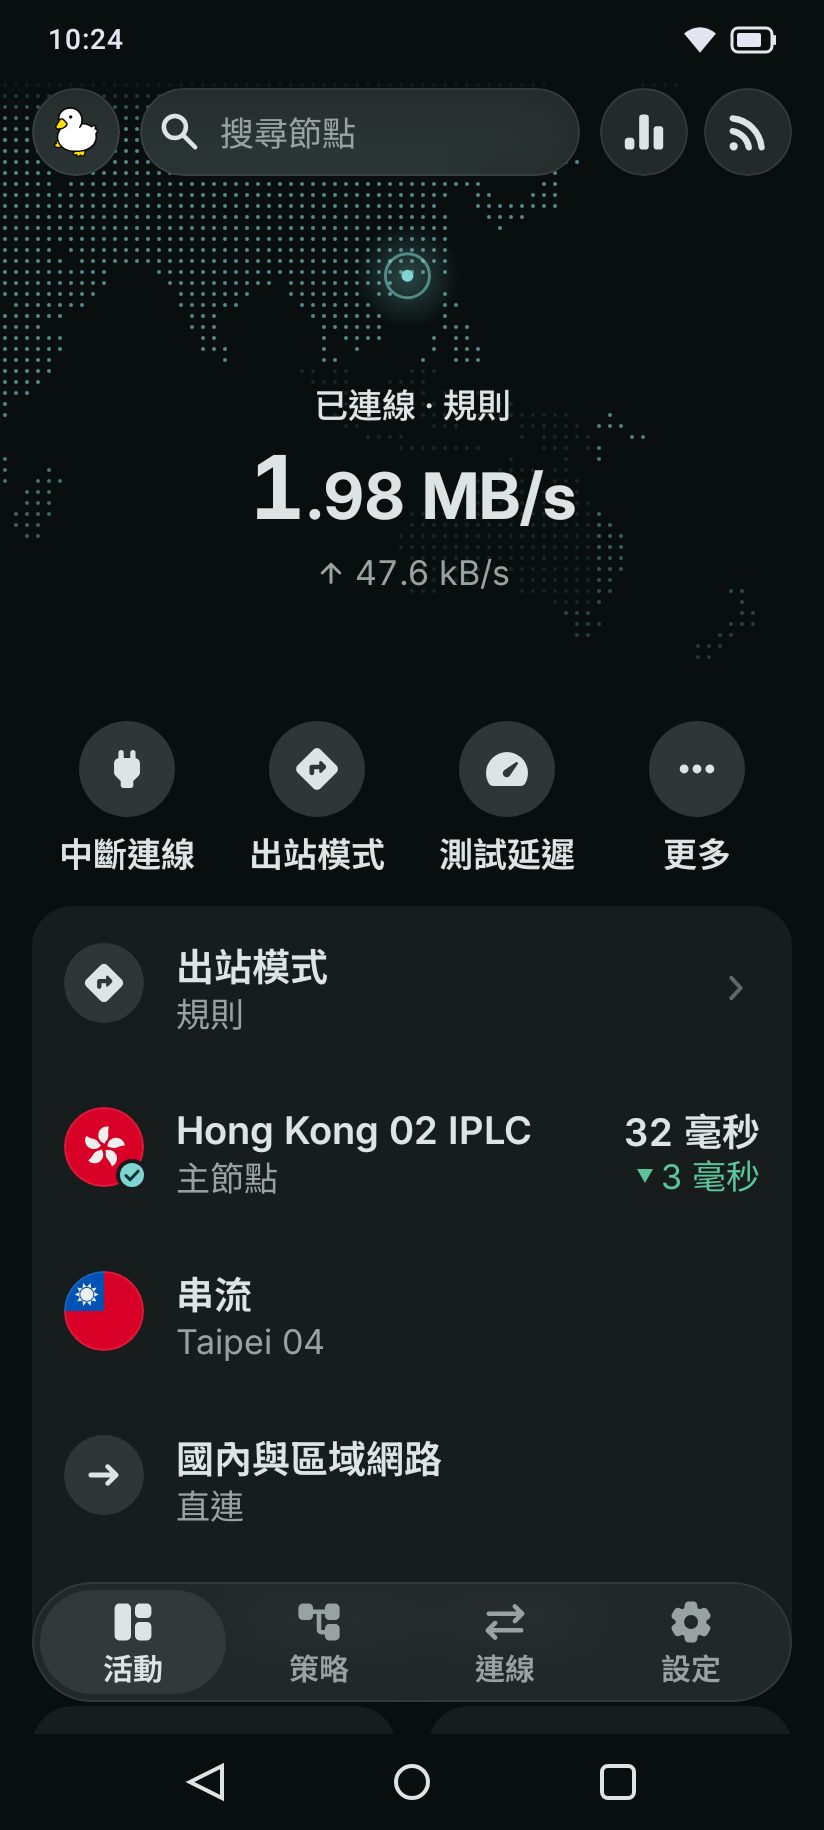 10:24
搜尋節點
已連線 · 規則
1.98 MB/s
↑ 47.6 kB/s
中斷連線
出站模式
測試延遲
更多
出站模式
規則
Hong Kong 02 IPLC
32 毫秒
主節點
▼3 毫秒
串流
Taipei 04
國內與區域網路
直連
活動
策略
連線
設定